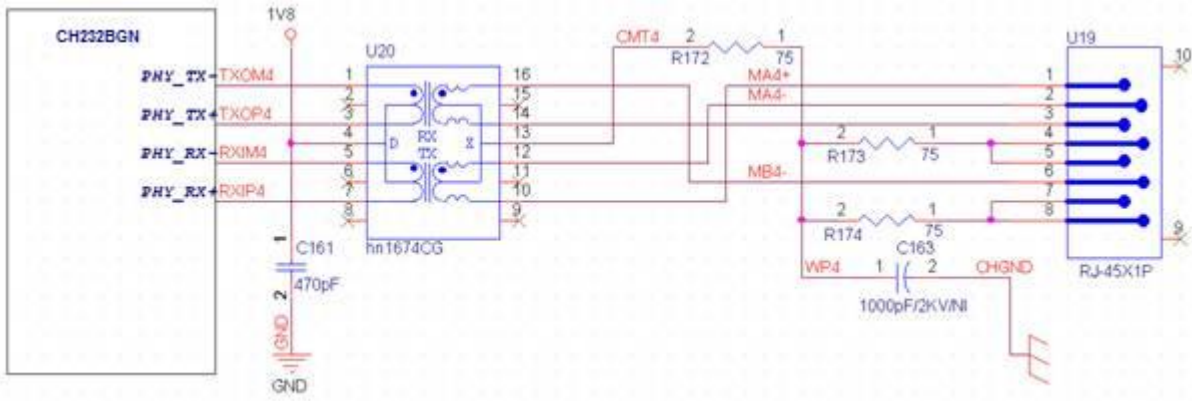 1V8
CH232BGN
U20
CMT4
2
1
R172
75
U19
10
PHY_TX-
TXOM4
1
16
MA4+
1
2
15
MA4-
2
PHY_TX+
TXOP4
3
14
3
4
D
RX
TX
X
13
2
1
4
PHY_RX-
RXIM4
5
12
R173
75
5
6
11
MB4-
6
PHY_RX+
RXIP4
7
10
7
8
9
2
1
8
R174
75
9
hn1674CG
1
C161
470pF
2
C163
WP4
1
2
CHGND
RJ-45X1P
1000pF/2KV/NI
GND
GND